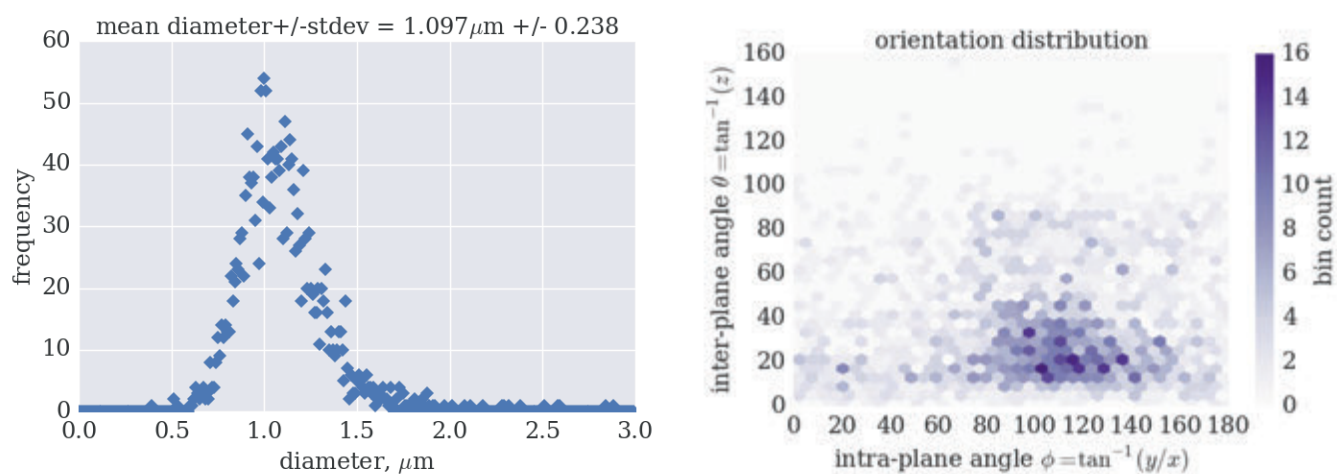 mean diameter+/-stdev = 1.097μm +/- 0.238
60
50
40
30
20
10
0
frequency
0.0 0.5 1.0 1.5 2.0 2.5 3.0
diameter, μm
orientation distribution
160
140
120
100
80
60
40
20
0
inter-plane angle θ=tan⁻¹(z)
0 20 40 60 80 100 120 140 160 180
intra-plane angle ϕ=tan⁻¹(y/x)
16
14
12
10
8
6
4
2
0
bin count